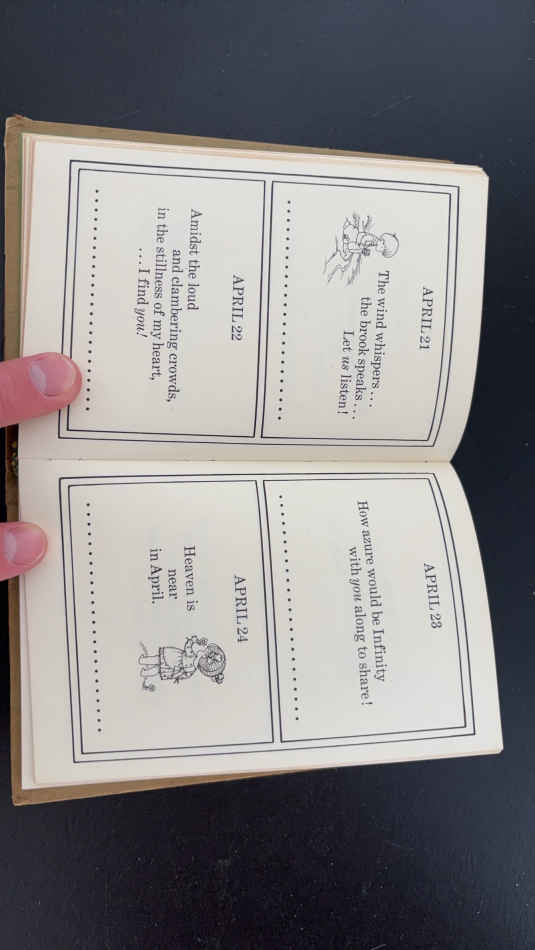 APRIL 21
The wind whispers . . .
the brook speaks . . .
Let us listen!
APRIL 22
Amidst the loud
and clambering crowds,
in the stillness of my heart,
. . . I find you!
APRIL 23
How azure would be Infinity
with you along to share!
APRIL 24
Heaven is
near
in April.